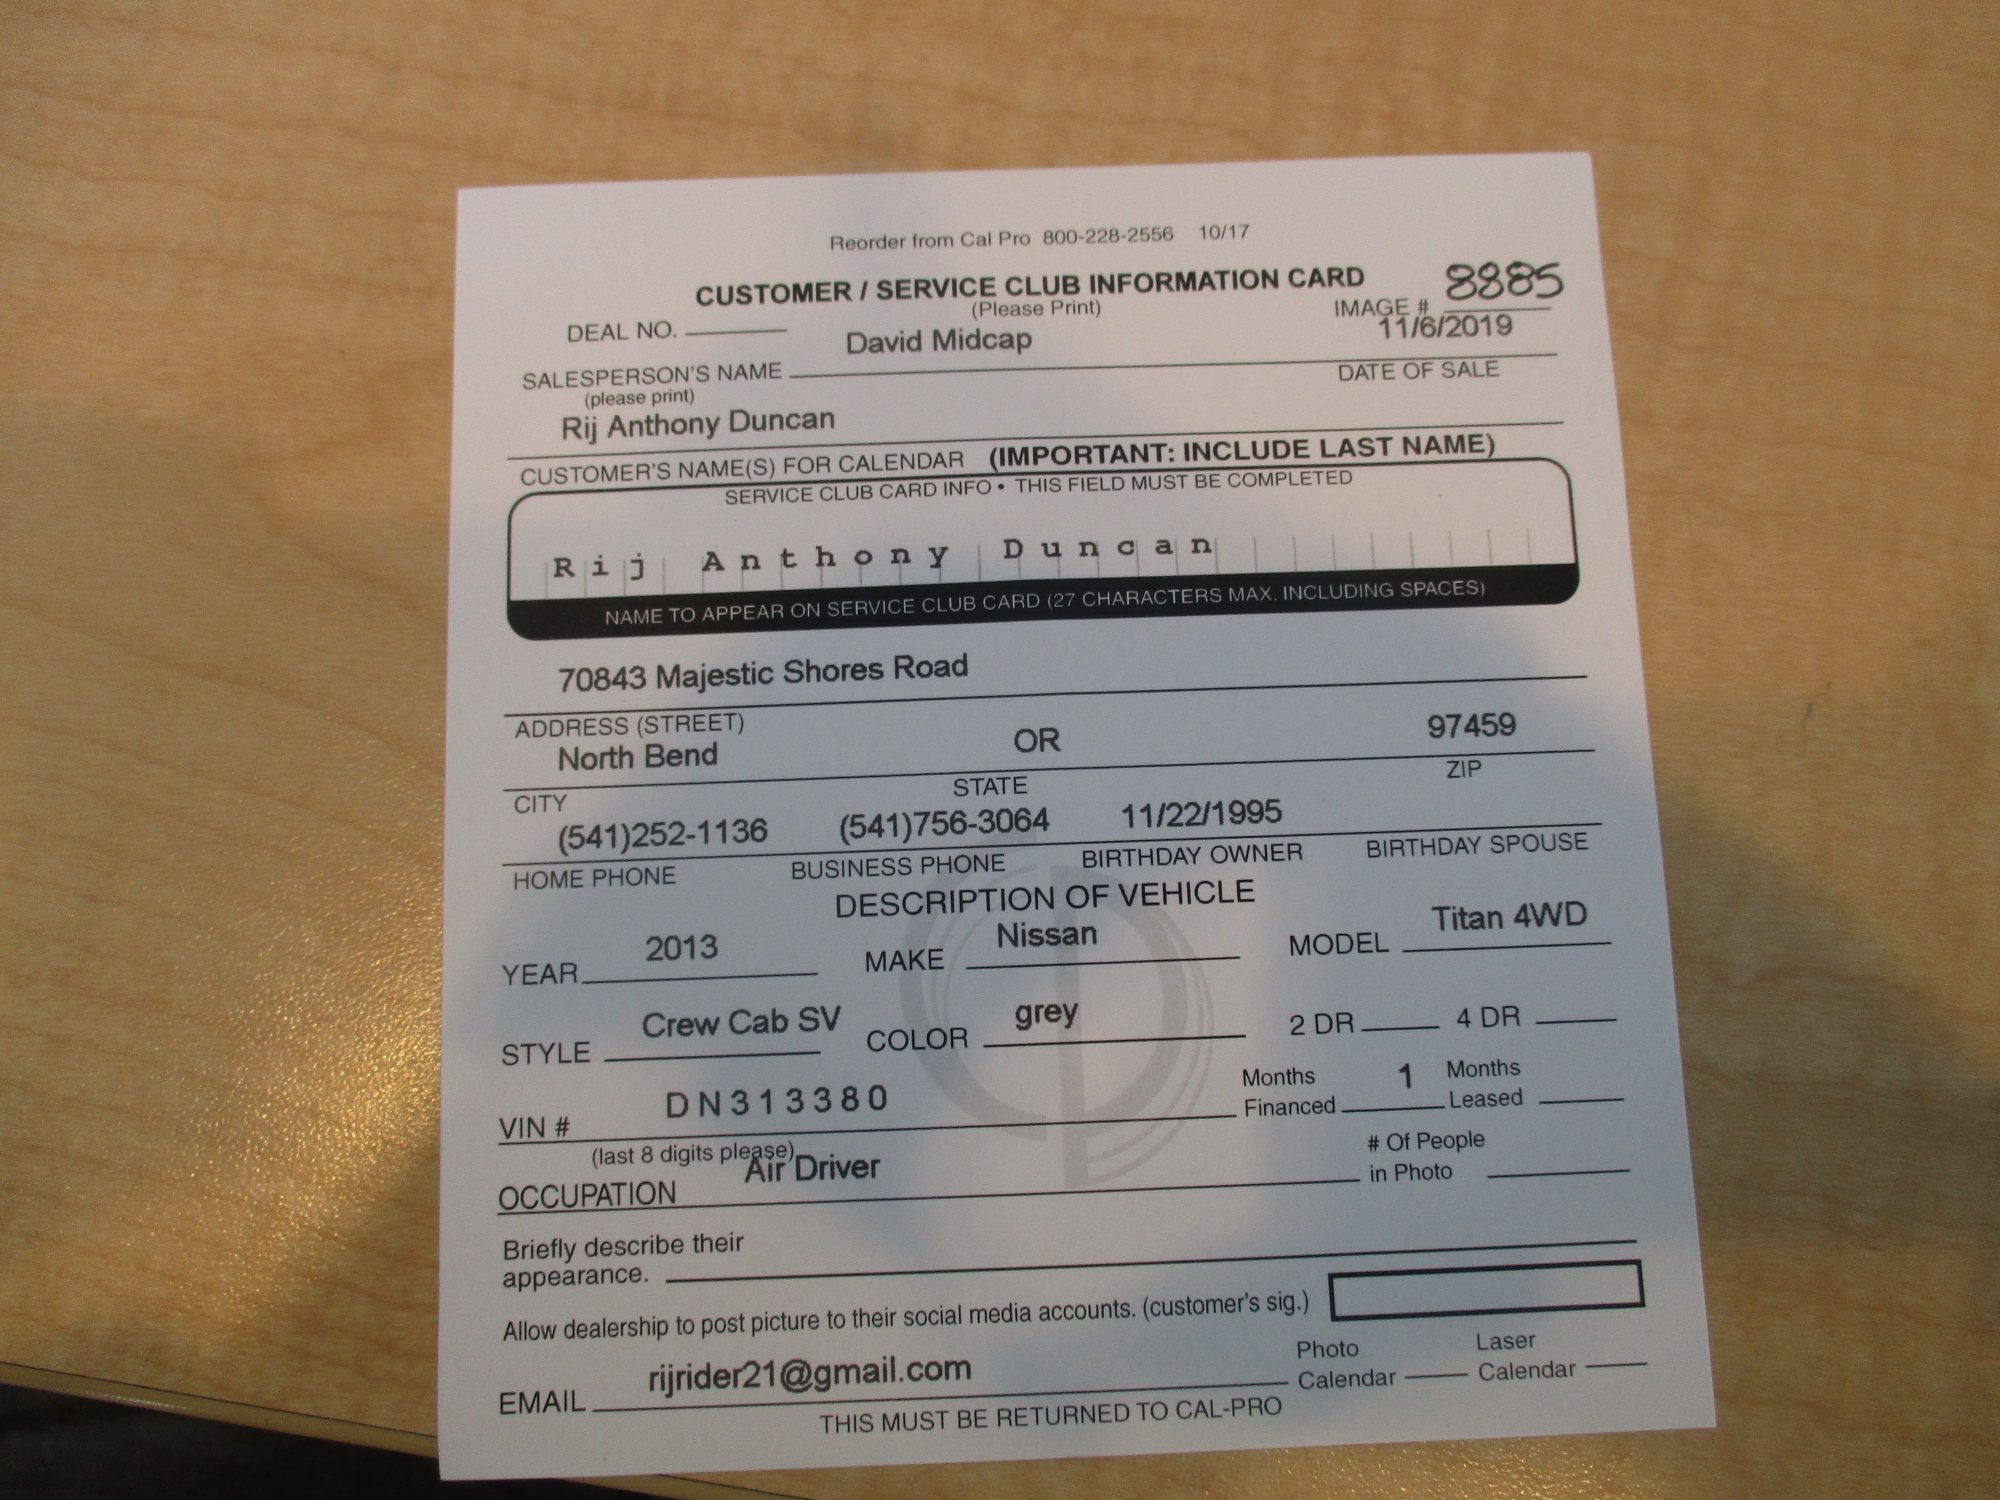 Reorder from Cal Pro 800-228-2556 10/17
CUSTOMER / SERVICE CLUB INFORMATION CARD
(Please Print)
8885
IMAGE #
DEAL NO.
David Midcap
11/6/2019
SALESPERSON'S NAME
DATE OF SALE
(please print)
Rij Anthony Duncan
CUSTOMER'S NAME(S) FOR CALENDAR (IMPORTANT: INCLUDE LAST NAME)
SERVICE CLUB CARD INFO • THIS FIELD MUST BE COMPLETED
Rij Anthony Duncan
NAME TO APPEAR ON SERVICE CLUB CARD (27 CHARACTERS MAX. INCLUDING SPACES)
70843 Majestic Shores Road
ADDRESS (STREET)
North Bend OR 97459
CITY STATE ZIP
(541)252-1136 (541)756-3064 11/22/1995
HOME PHONE BUSINESS PHONE BIRTHDAY OWNER BIRTHDAY SPOUSE
DESCRIPTION OF VEHICLE
YEAR 2013 MAKE Nissan MODEL Titan 4WD
STYLE Crew Cab SV COLOR grey 2 DR 4 DR
VIN # DN313380 Months Financed 1 Months Leased
(last 8 digits please)
OCCUPATION Air Driver # Of People in Photo
Briefly describe their
appearance.
Allow dealership to post picture to their social media accounts. (customer's sig.)
EMAIL rijrider21@gmail.com Photo Calendar Laser Calendar
THIS MUST BE RETURNED TO CAL-PRO